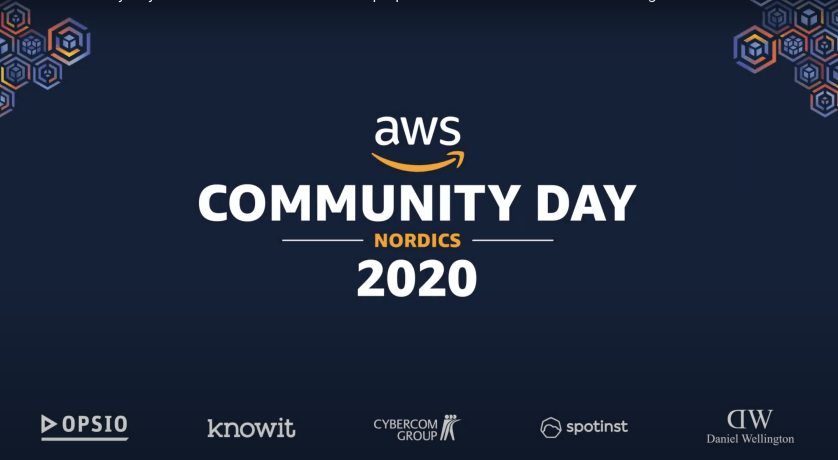 aws
COMMUNITY DAY
NORDICS
2020
OPSIO
knowit
CYBERCOM
GROUP
spotinst
DW
Daniel Wellington